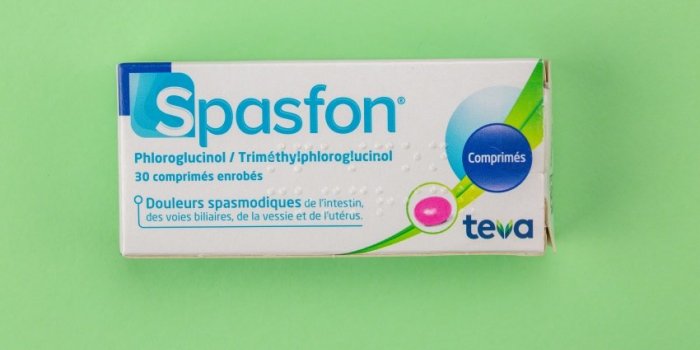 Spasfon®
Phloroglucinol / Triméthylphloroglucinol
30 comprimés enrobés
Comprimés
Douleurs spasmodiques de l'intestin,
des voies biliaires, de la vessie et de l'utérus.
teva